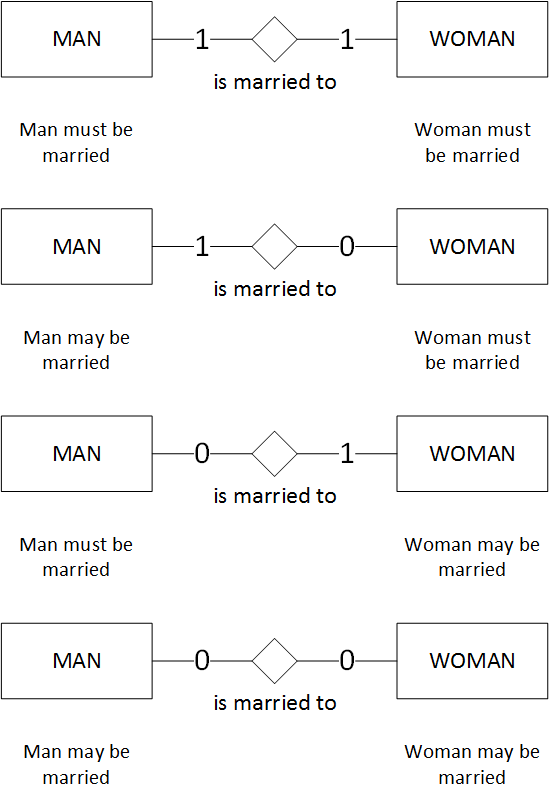 MAN 1 1 WOMAN
is married to
Man must be Woman must
married be married
MAN 1 0 WOMAN
is married to
Man may be Woman must
married be married
MAN 0 1 WOMAN
is married to
Man must be Woman may be
married married
MAN 0 0 WOMAN
is married to
Man may be Woman may be
married married